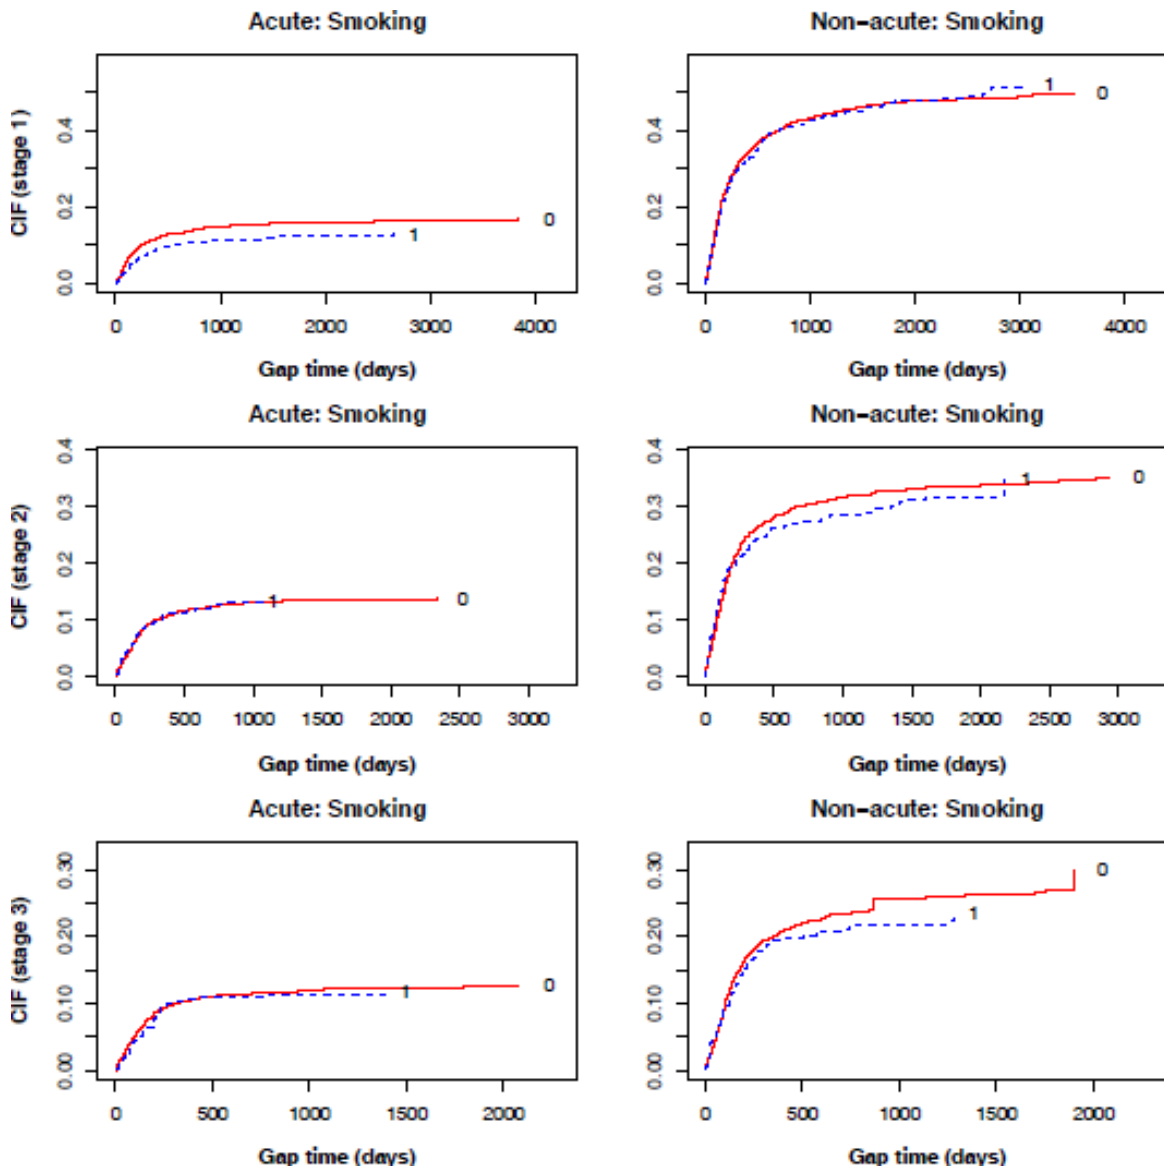 Acute: Smoking
Non-acute: Smoking
CIF (stage 1)
0.0 0.2 0.4
1 0
0 1
0 1000 2000 3000 4000
0 1000 2000 3000 4000
Gap time (days)
Gap time (days)
Acute: Smoking
Non-acute: Smoking
CIF (stage 2)
0.0 0.1 0.2 0.3 0.4
0.0 0.1 0.2 0.3 0.4
1 0
1 0
0 500 1000 1500 2000 2500 3000
0 500 1000 1500 2000 2500 3000
Gap time (days)
Gap time (days)
Acute: Smoking
Non-acute: Smoking
CIF (stage 3)
0.00 0.10 0.20 0.30
0.00 0.10 0.20 0.30
1 0
1 0
0 500 1000 1500 2000
0 500 1000 1500 2000
Gap time (days)
Gap time (days)